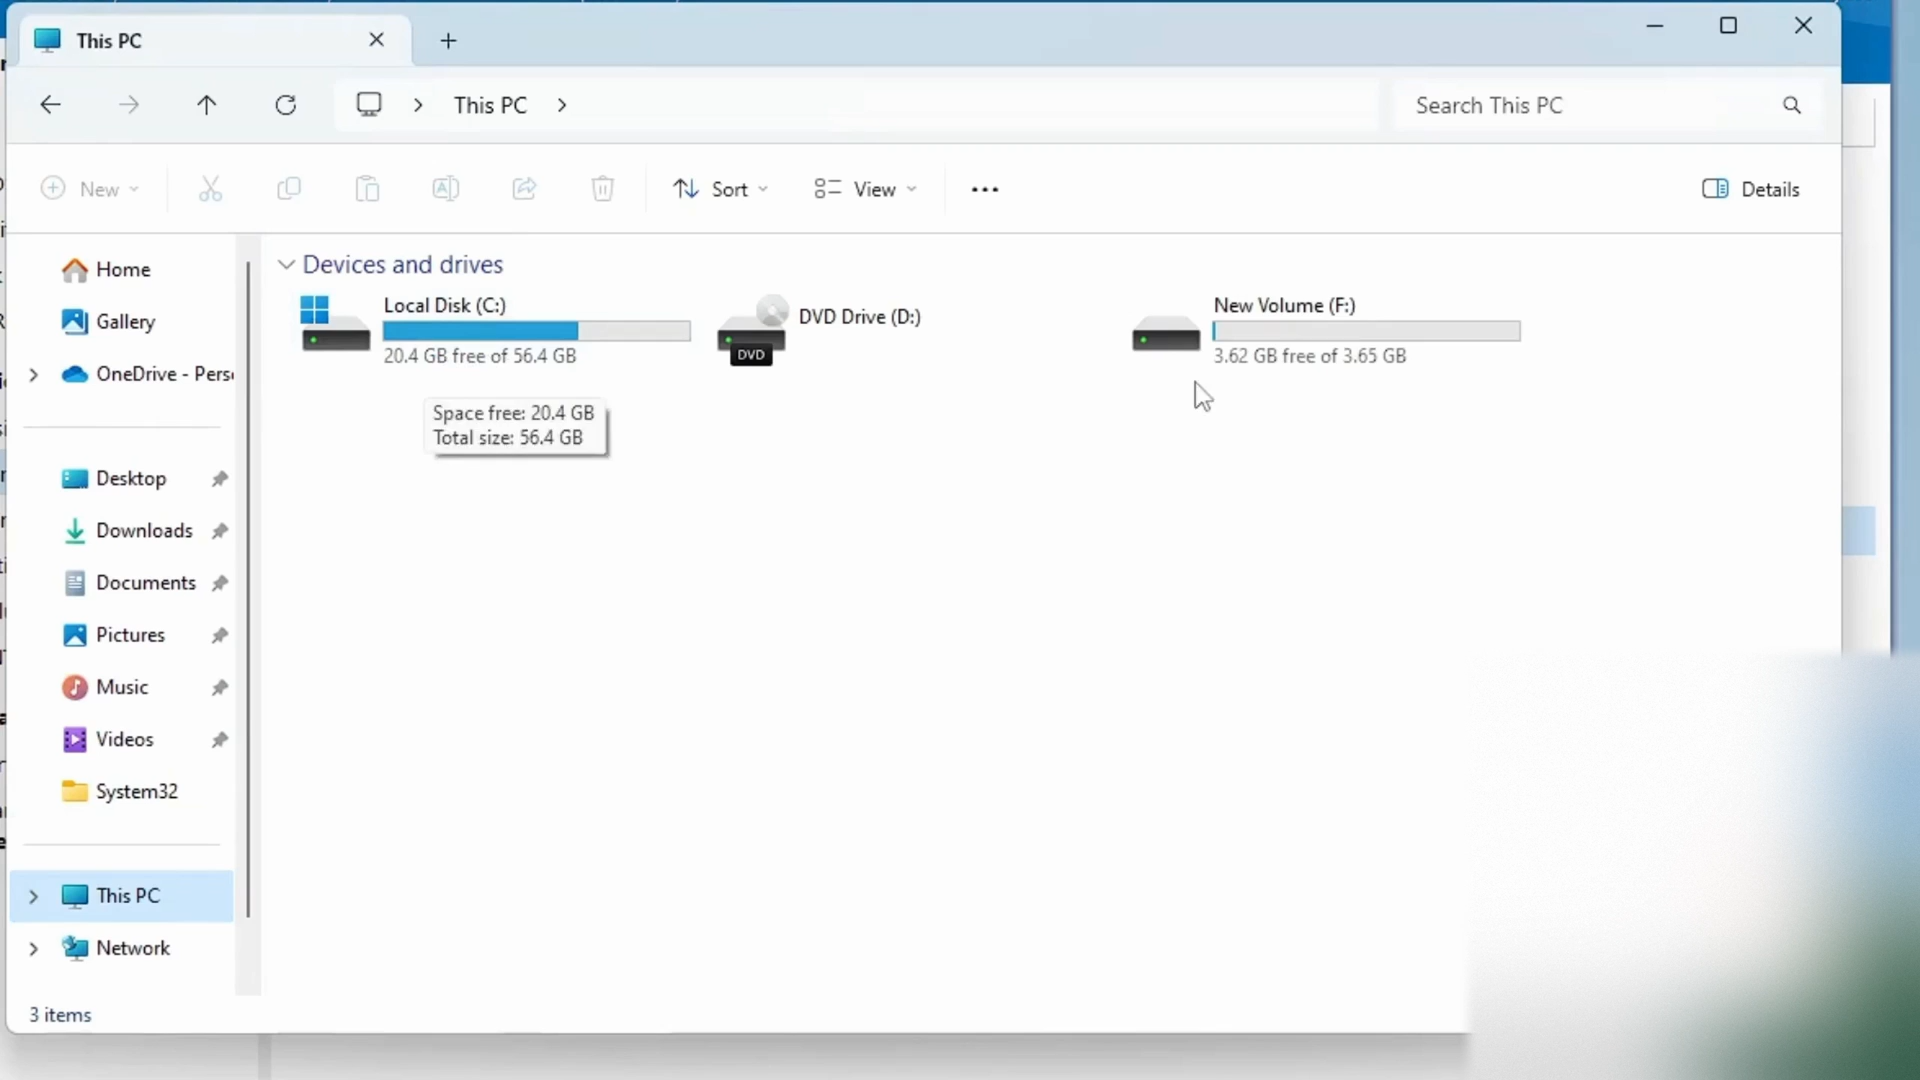 This PC
This PC
Search This PC
New
Sort
View
Details
Home
Gallery
OneDrive - Pers
Desktop
Downloads
Documents
Pictures
Music
Videos
System32
This PC
Network
Devices and drives
Local Disk (C:)
20.4 GB free of 56.4 GB
DVD Drive (D:)
DVD
New Volume (F:)
3.62 GB free of 3.65 GB
Space free: 20.4 GB
Total size: 56.4 GB
3 items